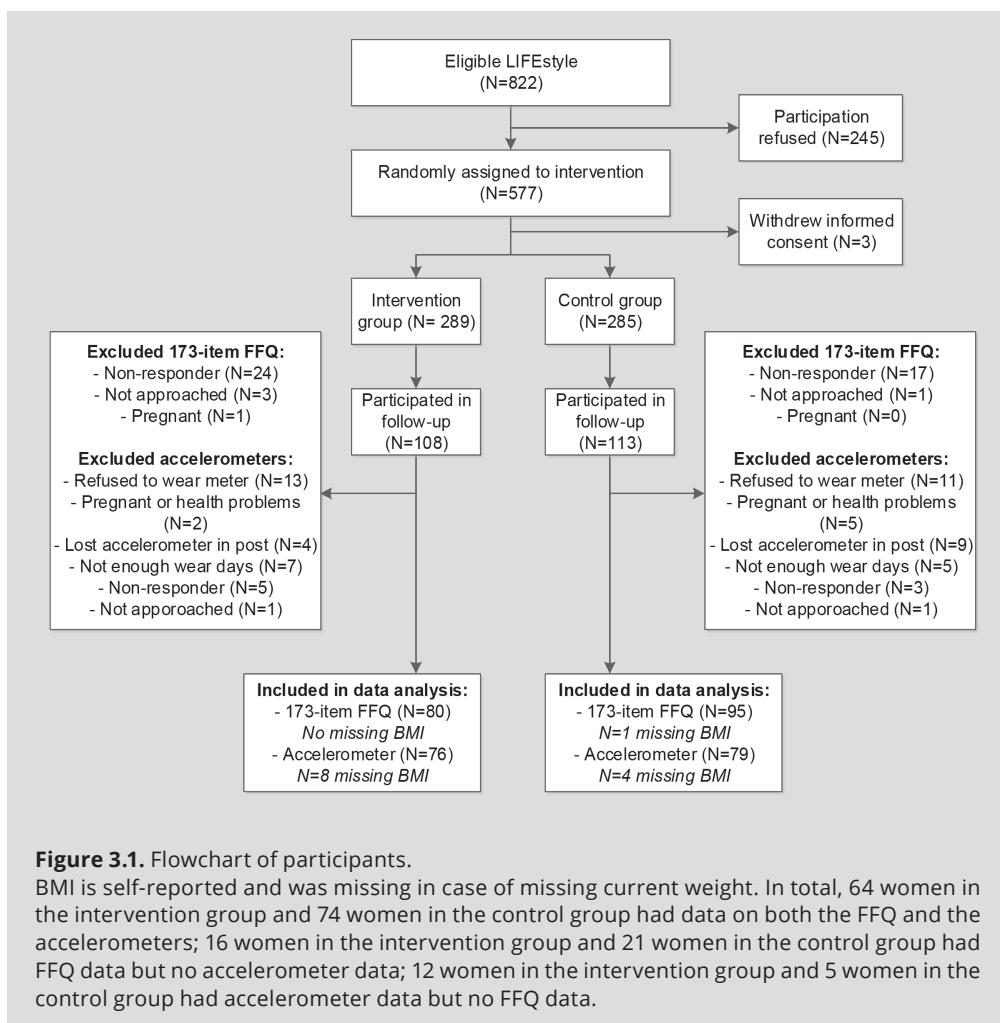 Eligible LIFEstyle
(N=822)
Participation
refused (N=245)
Randomly assigned to intervention
(N=577)
Withdrew informed
consent (N=3)
Intervention
group (N= 289)
Control group
(N=285)
Excluded 173-item FFQ:
- Non-responder (N=24)
- Not approached (N=3)
- Pregnant (N=1)
Excluded accelerometers:
- Refused to wear meter (N=13)
- Pregnant or health problems
(N=2)
- Lost accelerometer in post (N=4)
- Not enough wear days (N=7)
- Non-responder (N=5)
- Not apporoached (N=1)
Participated in
follow-up
(N=108)
Participated in
follow-up
(N=113)
Excluded 173-item FFQ:
- Non-responder (N=17)
- Not approached (N=1)
- Pregnant (N=0)
Excluded accelerometers:
- Refused to wear meter (N=11)
- Pregnant or health problems
(N=5)
- Lost accelerometer in post (N=9)
- Not enough wear days (N=5)
- Non-responder (N=3)
- Not apporoached (N=1)
Included in data analysis:
- 173-item FFQ (N=80)
No missing BMI
- Accelerometer (N=76)
N=8 missing BMI
Included in data analysis:
- 173-item FFQ (N=95)
N=1 missing BMI
- Accelerometer (N=79)
N=4 missing BMI
Figure 3.1. Flowchart of participants.
BMI is self-reported and was missing in case of missing current weight. In total, 64 women in
the intervention group and 74 women in the control group had data on both the FFQ and the
accelerometers; 16 women in the intervention group and 21 women in the control group had
FFQ data but no accelerometer data; 12 women in the intervention group and 5 women in the
control group had accelerometer data but no FFQ data.